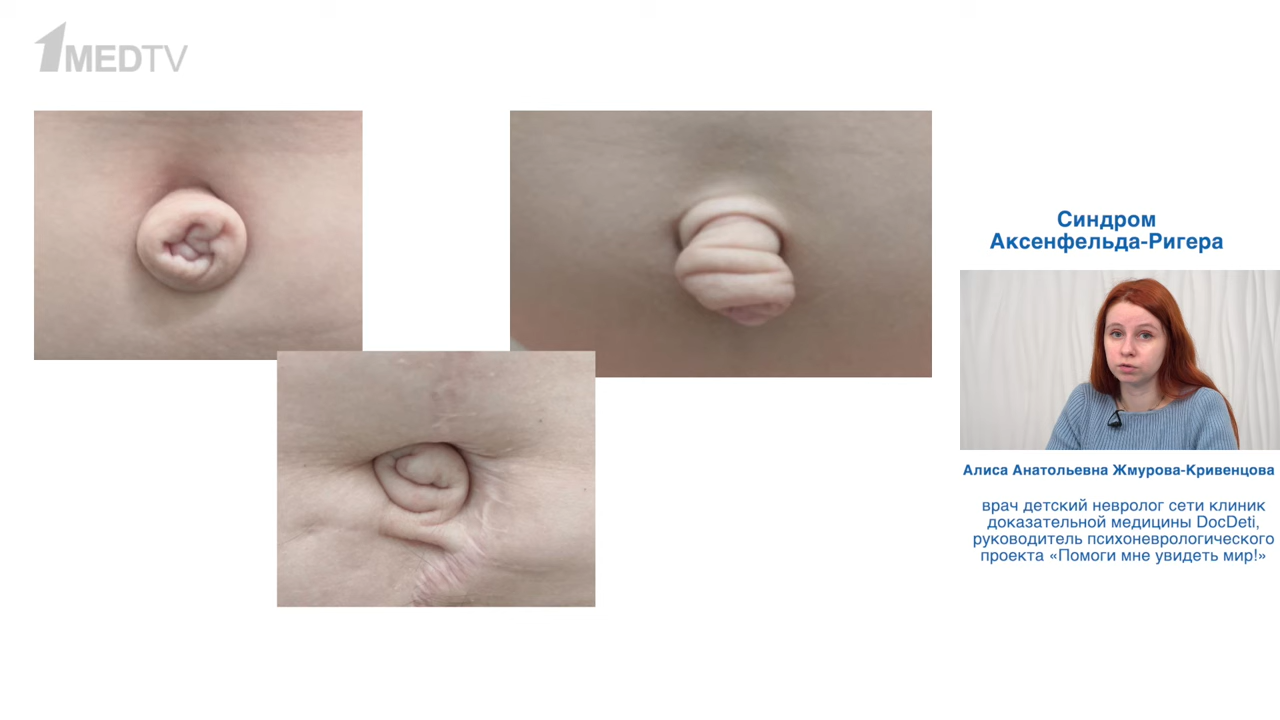 1MEDTV
Синдром
Аксенфельда-Ригера
Алиса Анатольевна Жмурова-Кривенцова
врач детский невролог сети клиник
доказательной медицины DocDeti,
руководитель психоневрологического
проекта «Помоги мне увидеть мир!»